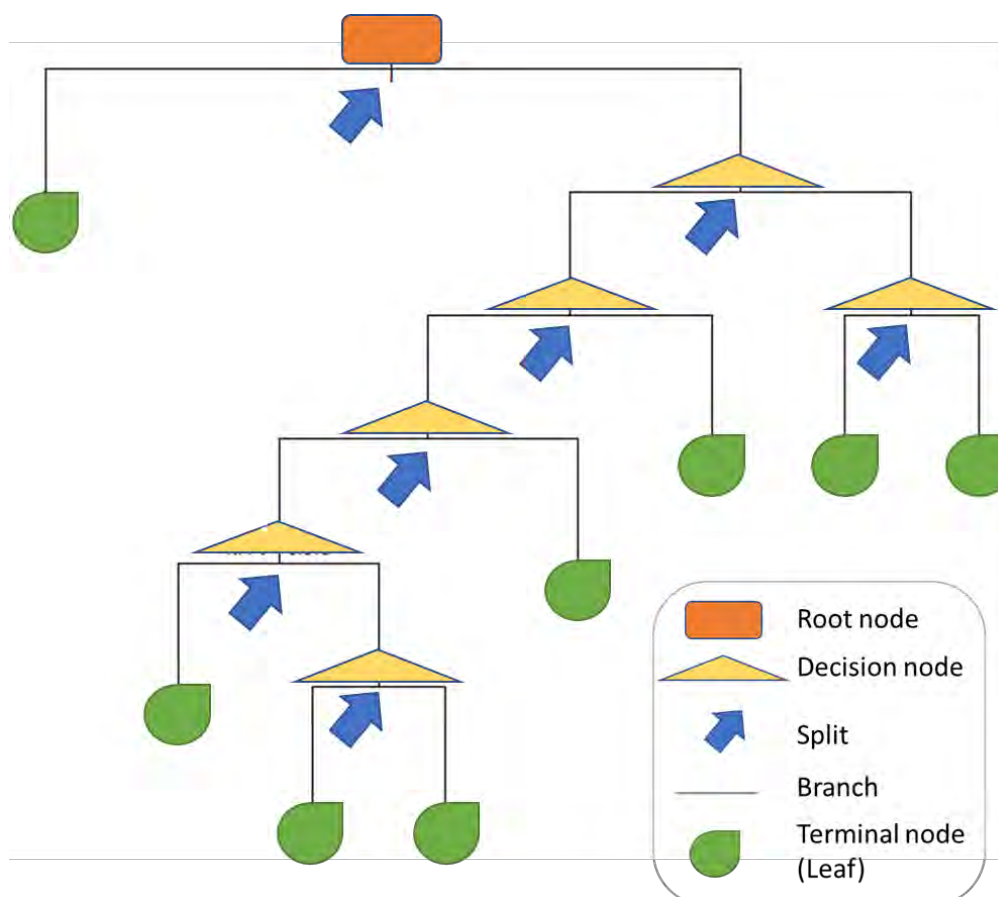 Root node
Decision node
Split
Branch
Terminal node
(Leaf)